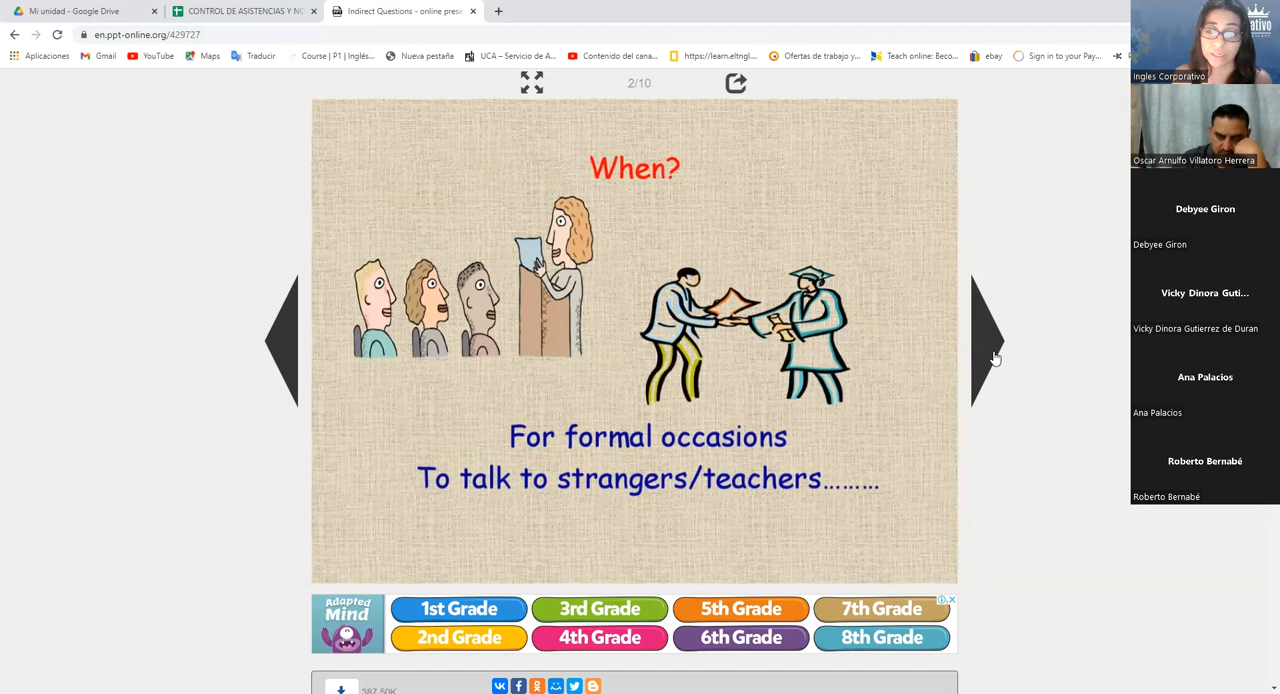 Mi unidad - Google Drive
CONTROL DE ASISTENCIAS Y NO
Indirect Questions - online prese
en.ppt-online.org/429727
Aplicaciones
Gmail
YouTube
Maps
Traducir
Course | P1 | Inglés...
Nueva pestaña
UCA – Servicio de A...
Contenido del cana...
https://learn.eltngl...
Ofertas de trabajo y...
Teach online: Beco...
ebay
Sign in to your Pay...
2/10
When?
For formal occasions
To talk to strangers/teachers.........
Adapted
Mind
1st Grade
3rd Grade
5th Grade
7th Grade
2nd Grade
4th Grade
6th Grade
8th Grade
387.50K
Ingles Corporativo
Oscar Arnulfo Villatoro Herrera
Debyee Giron
Debyee Giron
Vicky Dinora Guti...
Vicky Dinora Gutierrez de Duran
Ana Palacios
Ana Palacios
Roberto Bernabé
Roberto Bernabé